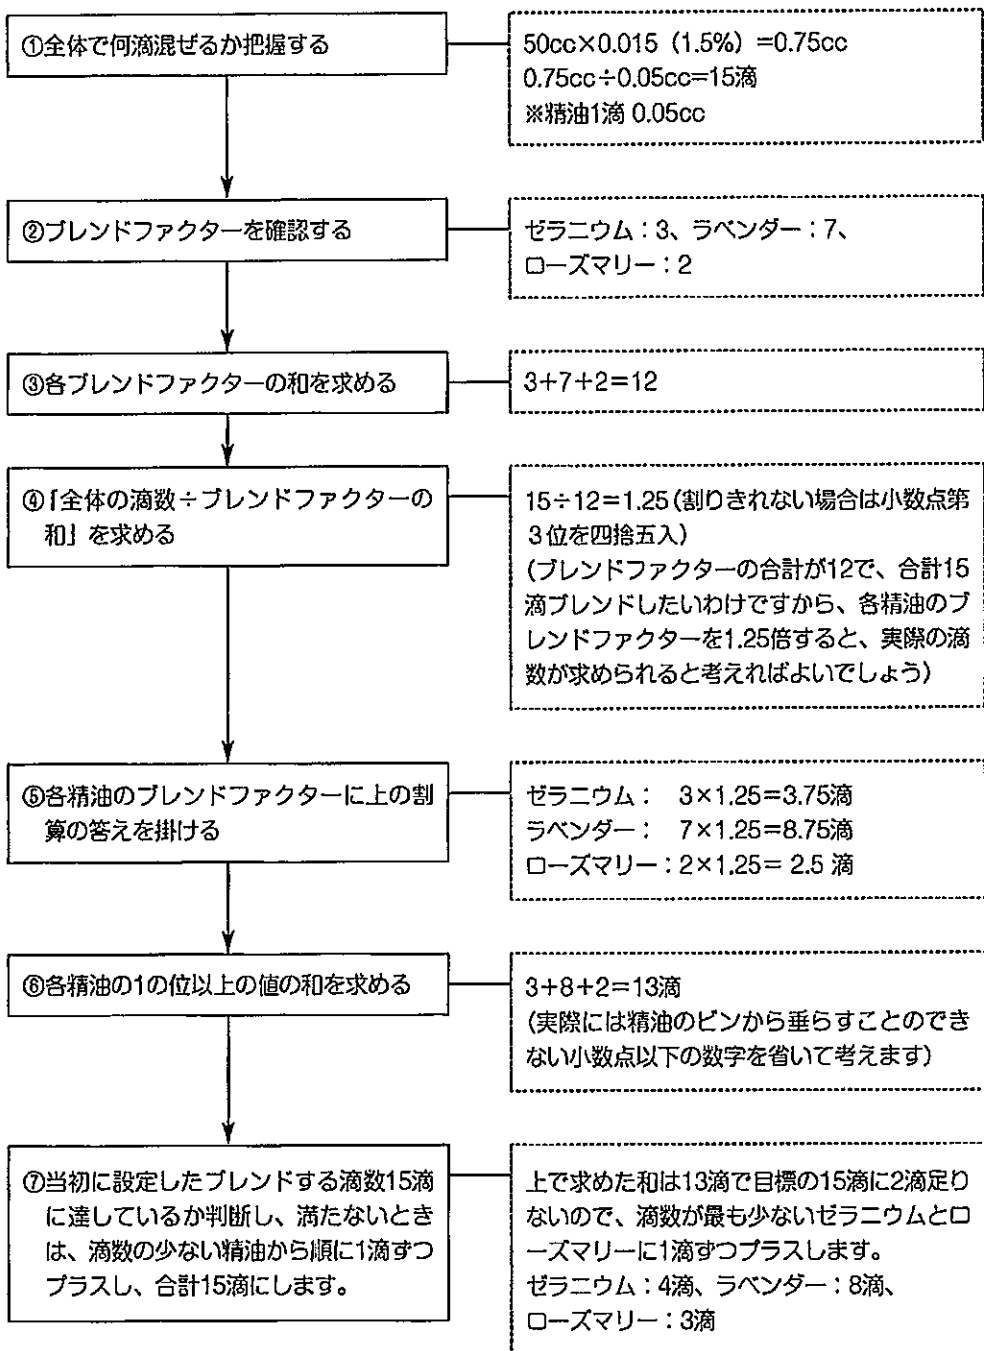 ①全体で何滴混ぜるか把握する
50cc×0.015（1.5%）=0.75cc
0.75cc÷0.05cc=15滴
※精油1滴 0.05cc
②ブレンドファクターを確認する
ゼラニウム：3、ラベンダー：7、
ローズマリー：2
③各ブレンドファクターの和を求める
3+7+2=12
④「全体の滴数÷ブレンドファクターの
和」を求める
15÷12=1.25（割りきれない場合は小数点第
3位を四捨五入）
（ブレンドファクターの合計が12で、合計15
滴ブレンドしたいわけですから、各精油のブ
レンドファクターを1.25倍すると、実際の滴
数が求められると考えればよいでしょう）
⑤各精油のブレンドファクターに上の割
算の答えを掛ける
ゼラニウム： 3×1.25=3.75滴
ラベンダー： 7×1.25=8.75滴
ローズマリー：2×1.25= 2.5 滴
⑥各精油の1の位以上の値の和を求める
3+8+2=13滴
（実際には精油のビンから垂らすことのでき
ない小数点以下の数字を省いて考えます）
⑦当初に設定したブレンドする滴数15滴
に達しているか判断し、満たないとき
は、滴数の少ない精油から順に1滴ずつ
プラスし、合計15滴にします。
上で求めた和は13滴で目標の15滴に2滴足り
ないので、滴数が最も少ないゼラニウムとロ
ーズマリーに1滴ずつプラスします。
ゼラニウム：4滴、ラベンダー：8滴、
ローズマリー：3滴